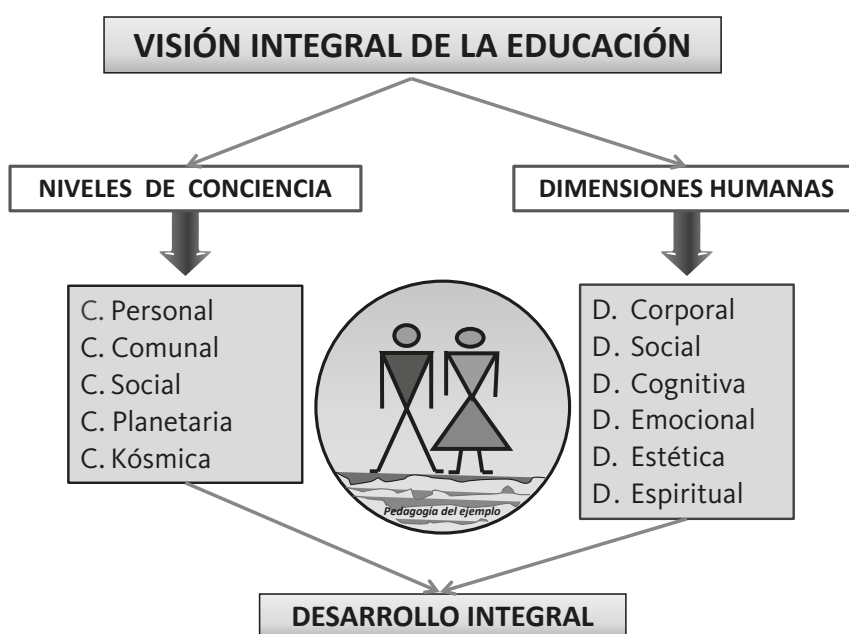 VISIÓN INTEGRAL DE LA EDUCACIÓN
NIVELES DE CONCIENCIA
DIMENSIONES HUMANAS
C. Personal
C. Comunal
C. Social
C. Planetaria
C. Kósmica
D. Corporal
D. Social
D. Cognitiva
D. Emocional
D. Estética
D. Espiritual
Pedagogía del ejemplo
DESARROLLO INTEGRAL